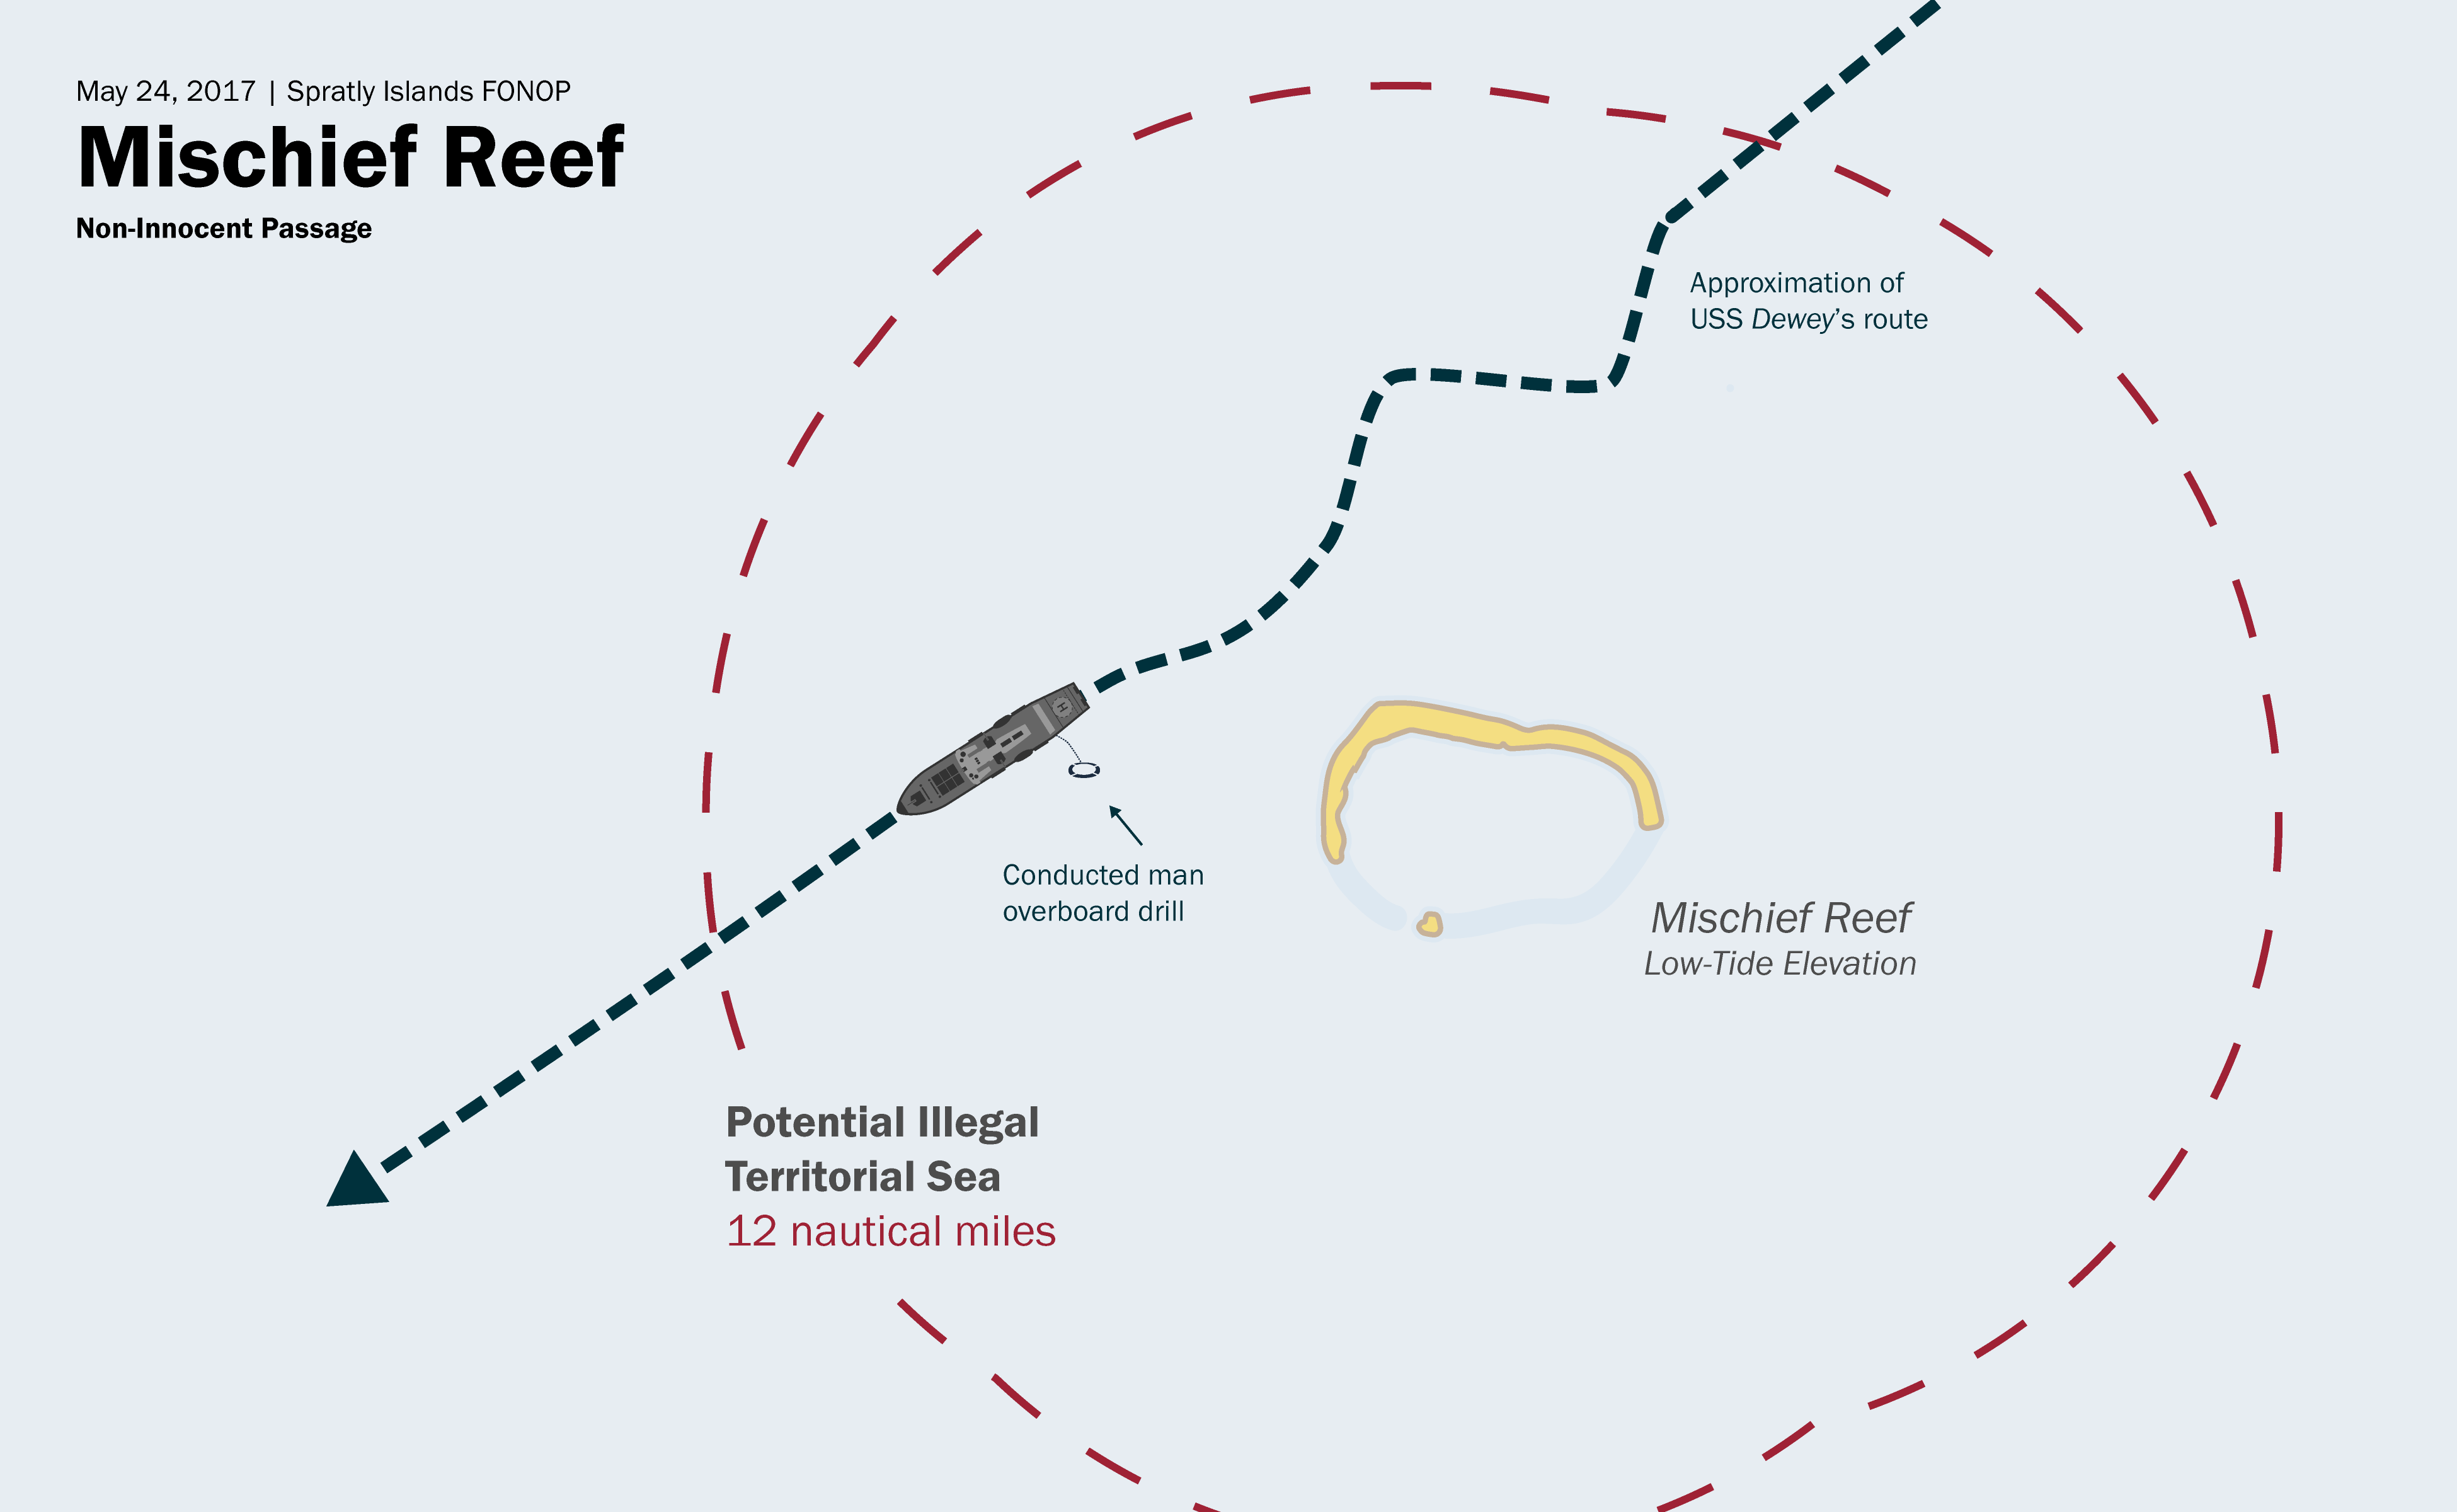 May 24, 2017 | Spratly Islands FONOP
Mischief Reef
Non-Innocent Passage
Approximation of
USS Dewey's route
Conducted man
overboard drill
Mischief Reef
Low-Tide Elevation
Potential Illegal
Territorial Sea
12 nautical miles
H